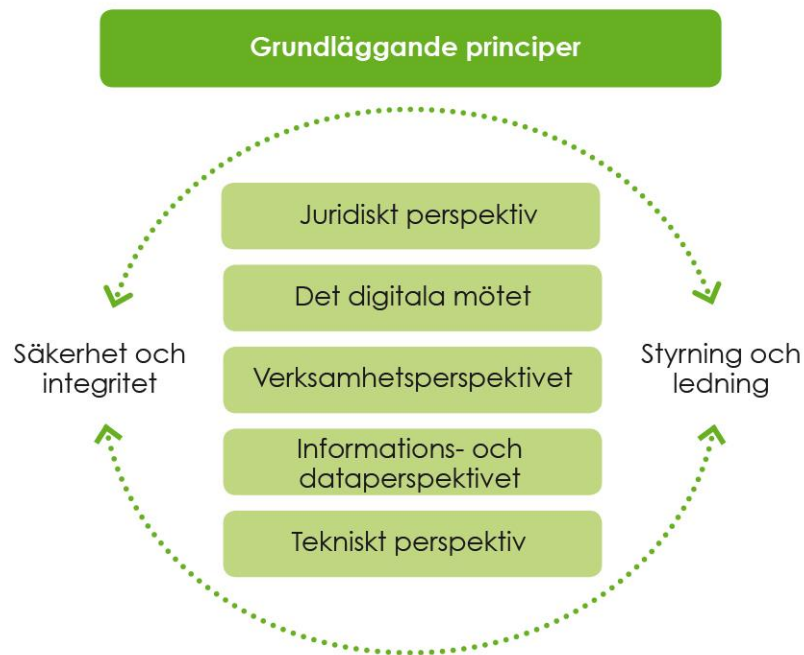 Grundläggande principer
Juridiskt perspektiv
Det digitala mötet
Säkerhet och
integritet
Verksamhetsperspektivet
Styrning och
ledning
Informations- och
dataperspektivet
Tekniskt perspektiv